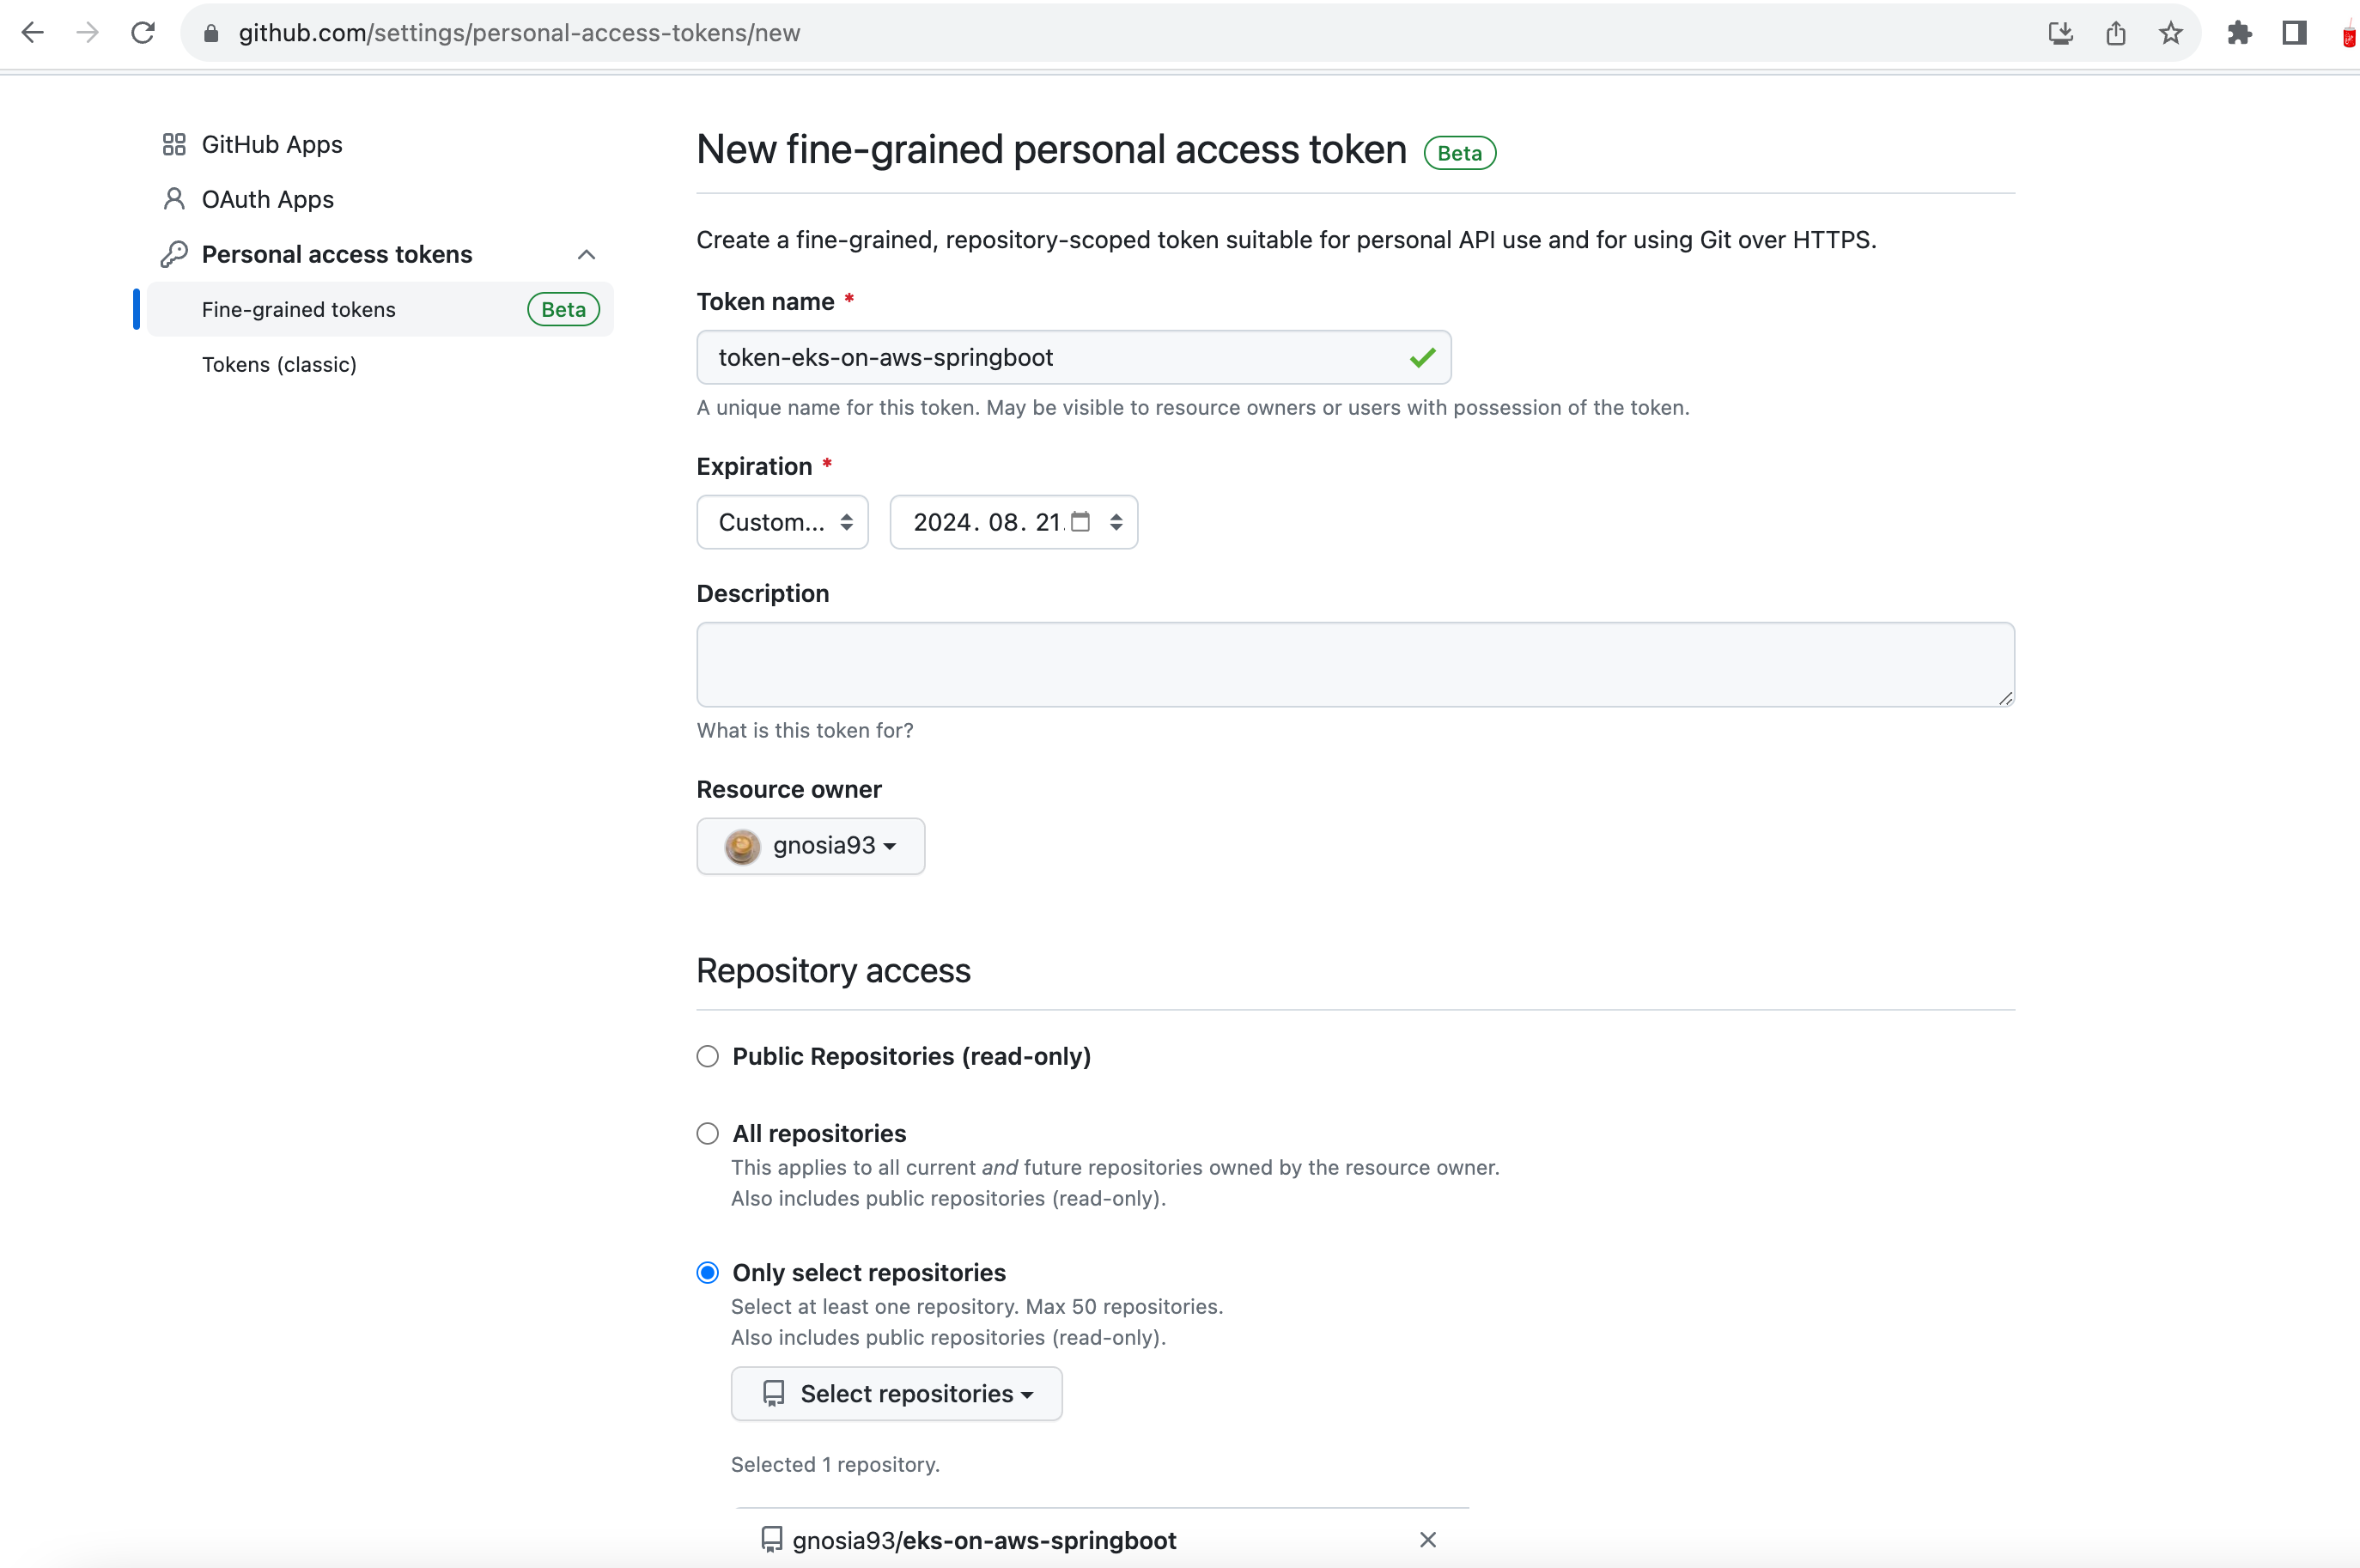 github.com/settings/personal-access-tokens/new
GitHub Apps
OAuth Apps
Personal access tokens
Fine-grained tokens Beta
Tokens (classic)
New fine-grained personal access token Beta
Create a fine-grained, repository-scoped token suitable for personal API use and for using Git over HTTPS.
Token name *
token-eks-on-aws-springboot
A unique name for this token. May be visible to resource owners or users with possession of the token.
Expiration *
Custom... 2024. 08. 21.
Description
What is this token for?
Resource owner
gnosia93
Repository access
Public Repositories (read-only)
All repositories
This applies to all current and future repositories owned by the resource owner.
Also includes public repositories (read-only).
Only select repositories
Select at least one repository. Max 50 repositories.
Also includes public repositories (read-only).
Select repositories
Selected 1 repository.
gnosia93/eks-on-aws-springboot